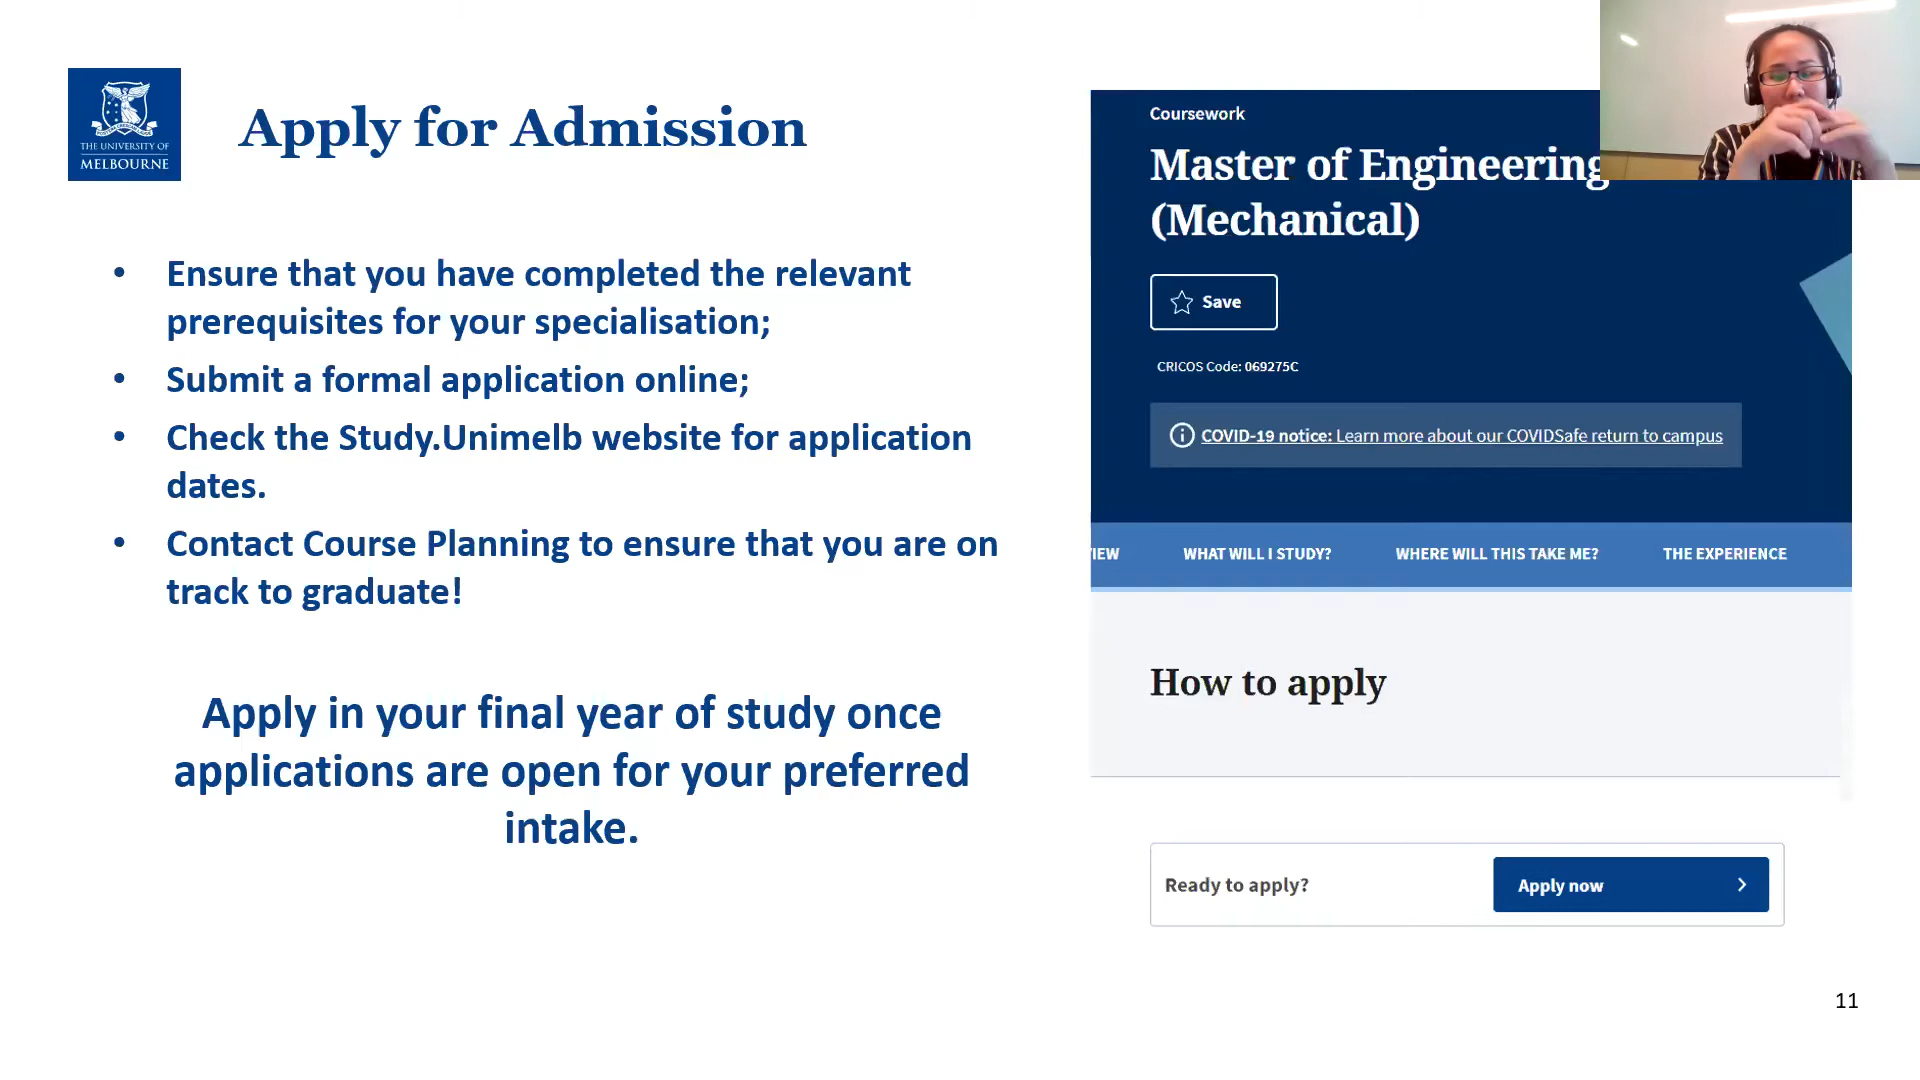 THE UNIVERSITY OF
MELBOURNE
Apply for Admission
• Ensure that you have completed the relevant
prerequisites for your specialisation;
• Submit a formal application online;
• Check the Study.Unimelb website for application
dates.
• Contact Course Planning to ensure that you are on
track to graduate!
Apply in your final year of study once
applications are open for your preferred
intake.
Coursework
Master of Engineering
(Mechanical)
Save
CRICOS Code: 069275C
COVID-19 notice: Learn more about our COVIDSafe return to campus
IEW WHAT WILL I STUDY? WHERE WILL THIS TAKE ME? THE EXPERIENCE
How to apply
Ready to apply?
Apply now
11